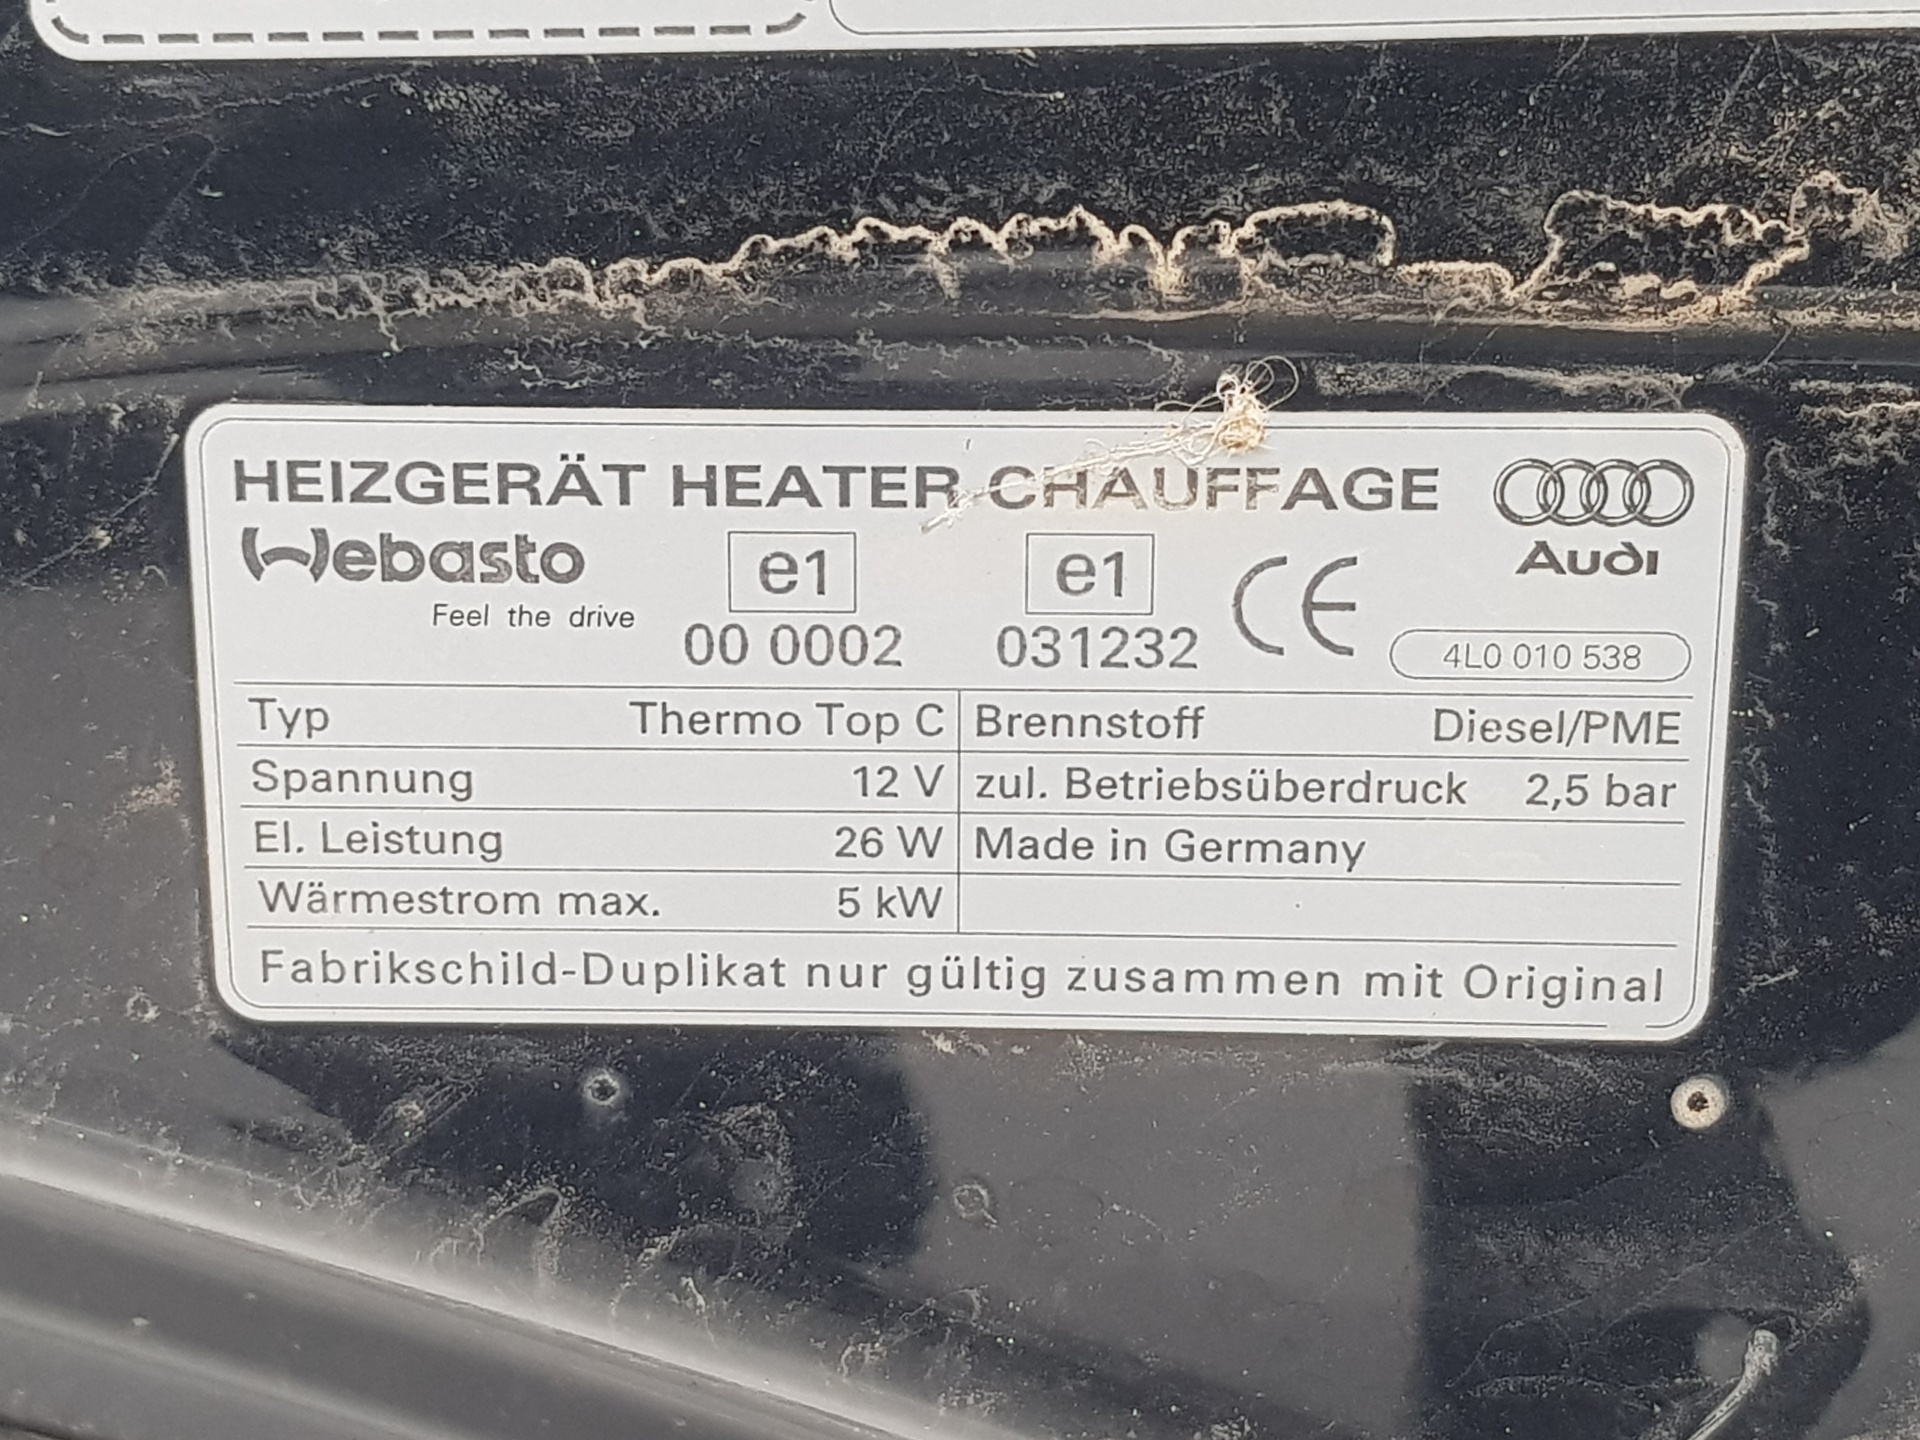 HEIZGERÄT HEATER CHAUFFAGE
Webasto
Feel the drive
e1
00 0002
e1
031232
CE
Audi
4L0 010 538
Typ Thermo Top C
Brennstoff Diesel/PME
Spannung 12 V
zul. Betriebsüberdruck 2,5 bar
El. Leistung 26 W
Made in Germany
Wärmestrom max. 5 kW
Fabrikschild-Duplikat nur gültig zusammen mit Original